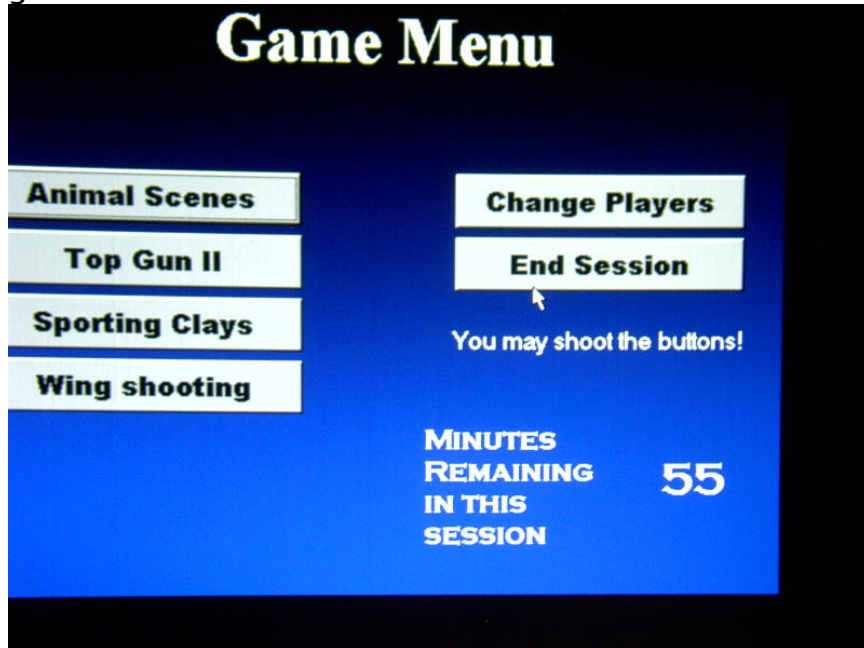 Game Menu
Animal Scenes
Top Gun II
Sporting Clays
Wing shooting
Change Players
End Session
You may shoot the buttons!
MINUTES
REMAINING
IN THIS
SESSION
55